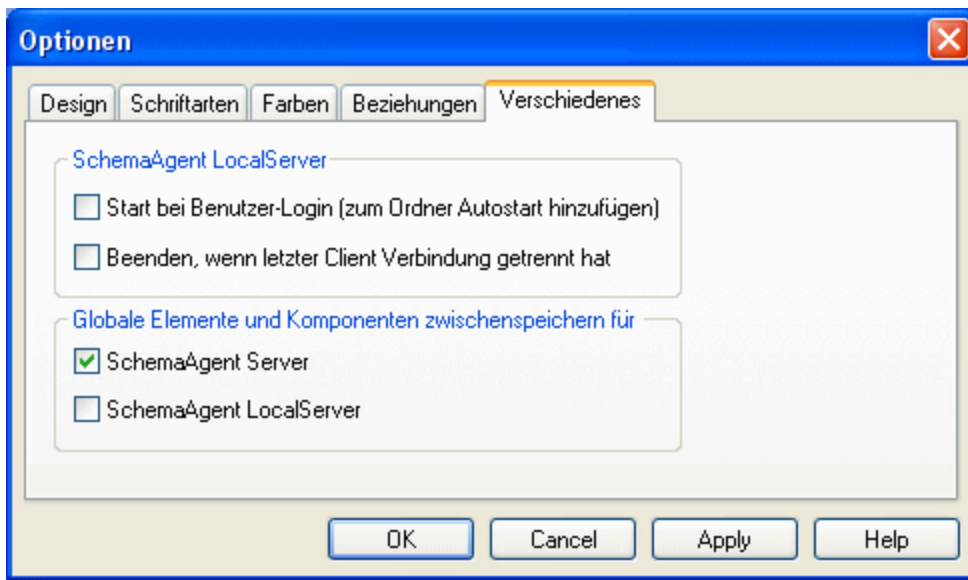 Optionen
Design Schriftarten Farben Beziehungen Verschiedenes
SchemaAgent LocalServer
Start bei Benutzer-Login (zum Ordner Autostart hinzufügen)
Beenden, wenn letzter Client Verbindung getrennt hat
Globale Elemente und Komponenten zwischenspeichern für
SchemaAgent Server
SchemaAgent LocalServer
OK Cancel Apply Help